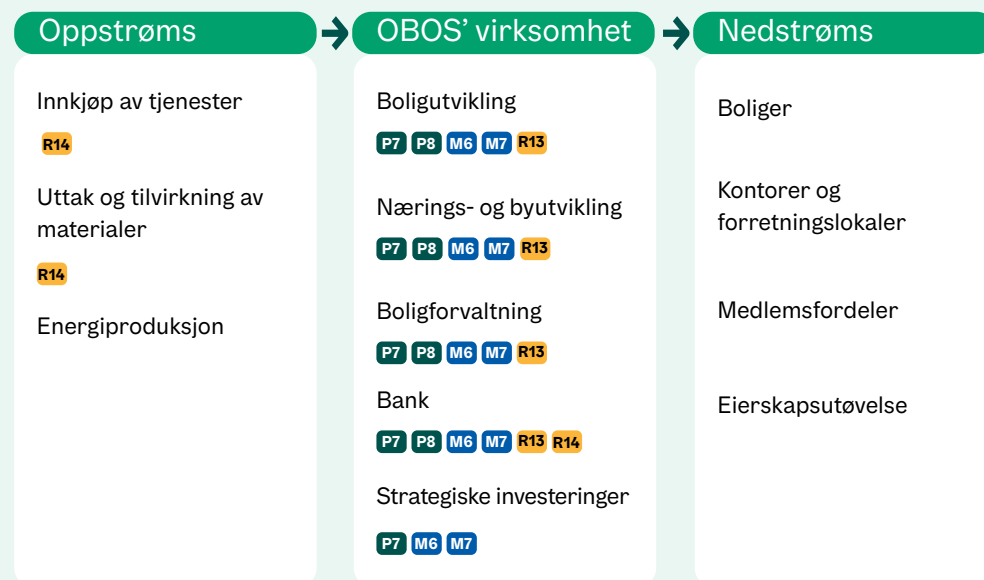 Oppstrøms
Innkjøp av tjenester
R14
Uttak og tilvirkning av
materialer
R14
Energiproduksjon
OBOS’ virksomhet
Boligutvikling
P7 P8 M6 M7 R13
Nærings- og byutvikling
P7 P8 M6 M7 R13
Boligforvaltning
P7 P8 M6 M7 R13
Bank
P7 P8 M6 M7 R13 R14
Strategiske investeringer
P7 M6 M7
Nedstrøms
Boliger
Kontorer og
forretningslokaler
Medlemsfordeler
Eierskapsutøvelse